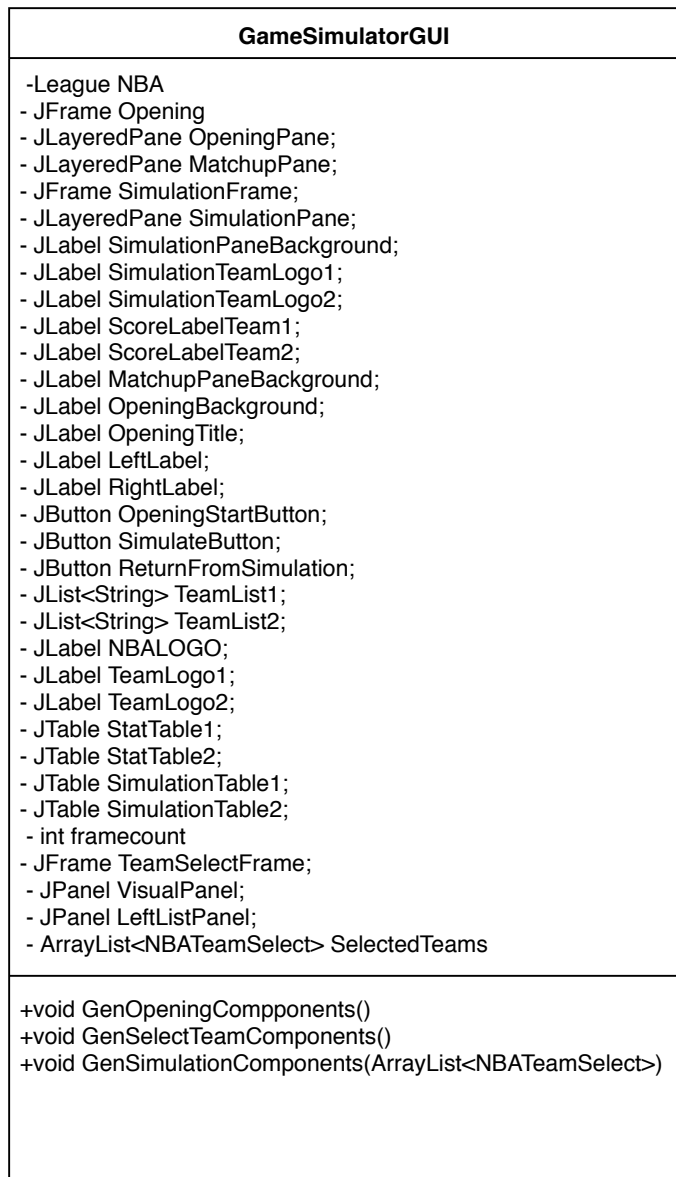 GameSimulatorGUI
-League NBA
- JFrame Opening
- JLayeredPane OpeningPane;
- JLayeredPane MatchupPane;
- JFrame SimulationFrame;
- JLayeredPane SimulationPane;
- JLabel SimulationPaneBackground;
- JLabel SimulationTeamLogo1;
- JLabel SimulationTeamLogo2;
- JLabel ScoreLabelTeam1;
- JLabel ScoreLabelTeam2;
- JLabel MatchupPaneBackground;
- JLabel OpeningBackground;
- JLabel OpeningTitle;
- JLabel LeftLabel;
- JLabel RightLabel;
- JButton OpeningStartButton;
- JButton SimulateButton;
- JButton ReturnFromSimulation;
- JList<String> TeamList1;
- JList<String> TeamList2;
- JLabel NBALOGO;
- JLabel TeamLogo1;
- JLabel TeamLogo2;
- JTable StatTable1;
- JTable StatTable2;
- JTable SimulationTable1;
- JTable SimulationTable2;
- int framecount
- JFrame TeamSelectFrame;
- JPanel VisualPanel;
- JPanel LeftListPanel;
- ArrayList<NBATeamSelect> SelectedTeams
+void GenOpeningCompponents()
+void GenSelectTeamComponents()
+void GenSimulationComponents(ArrayList<NBATeamSelect>)